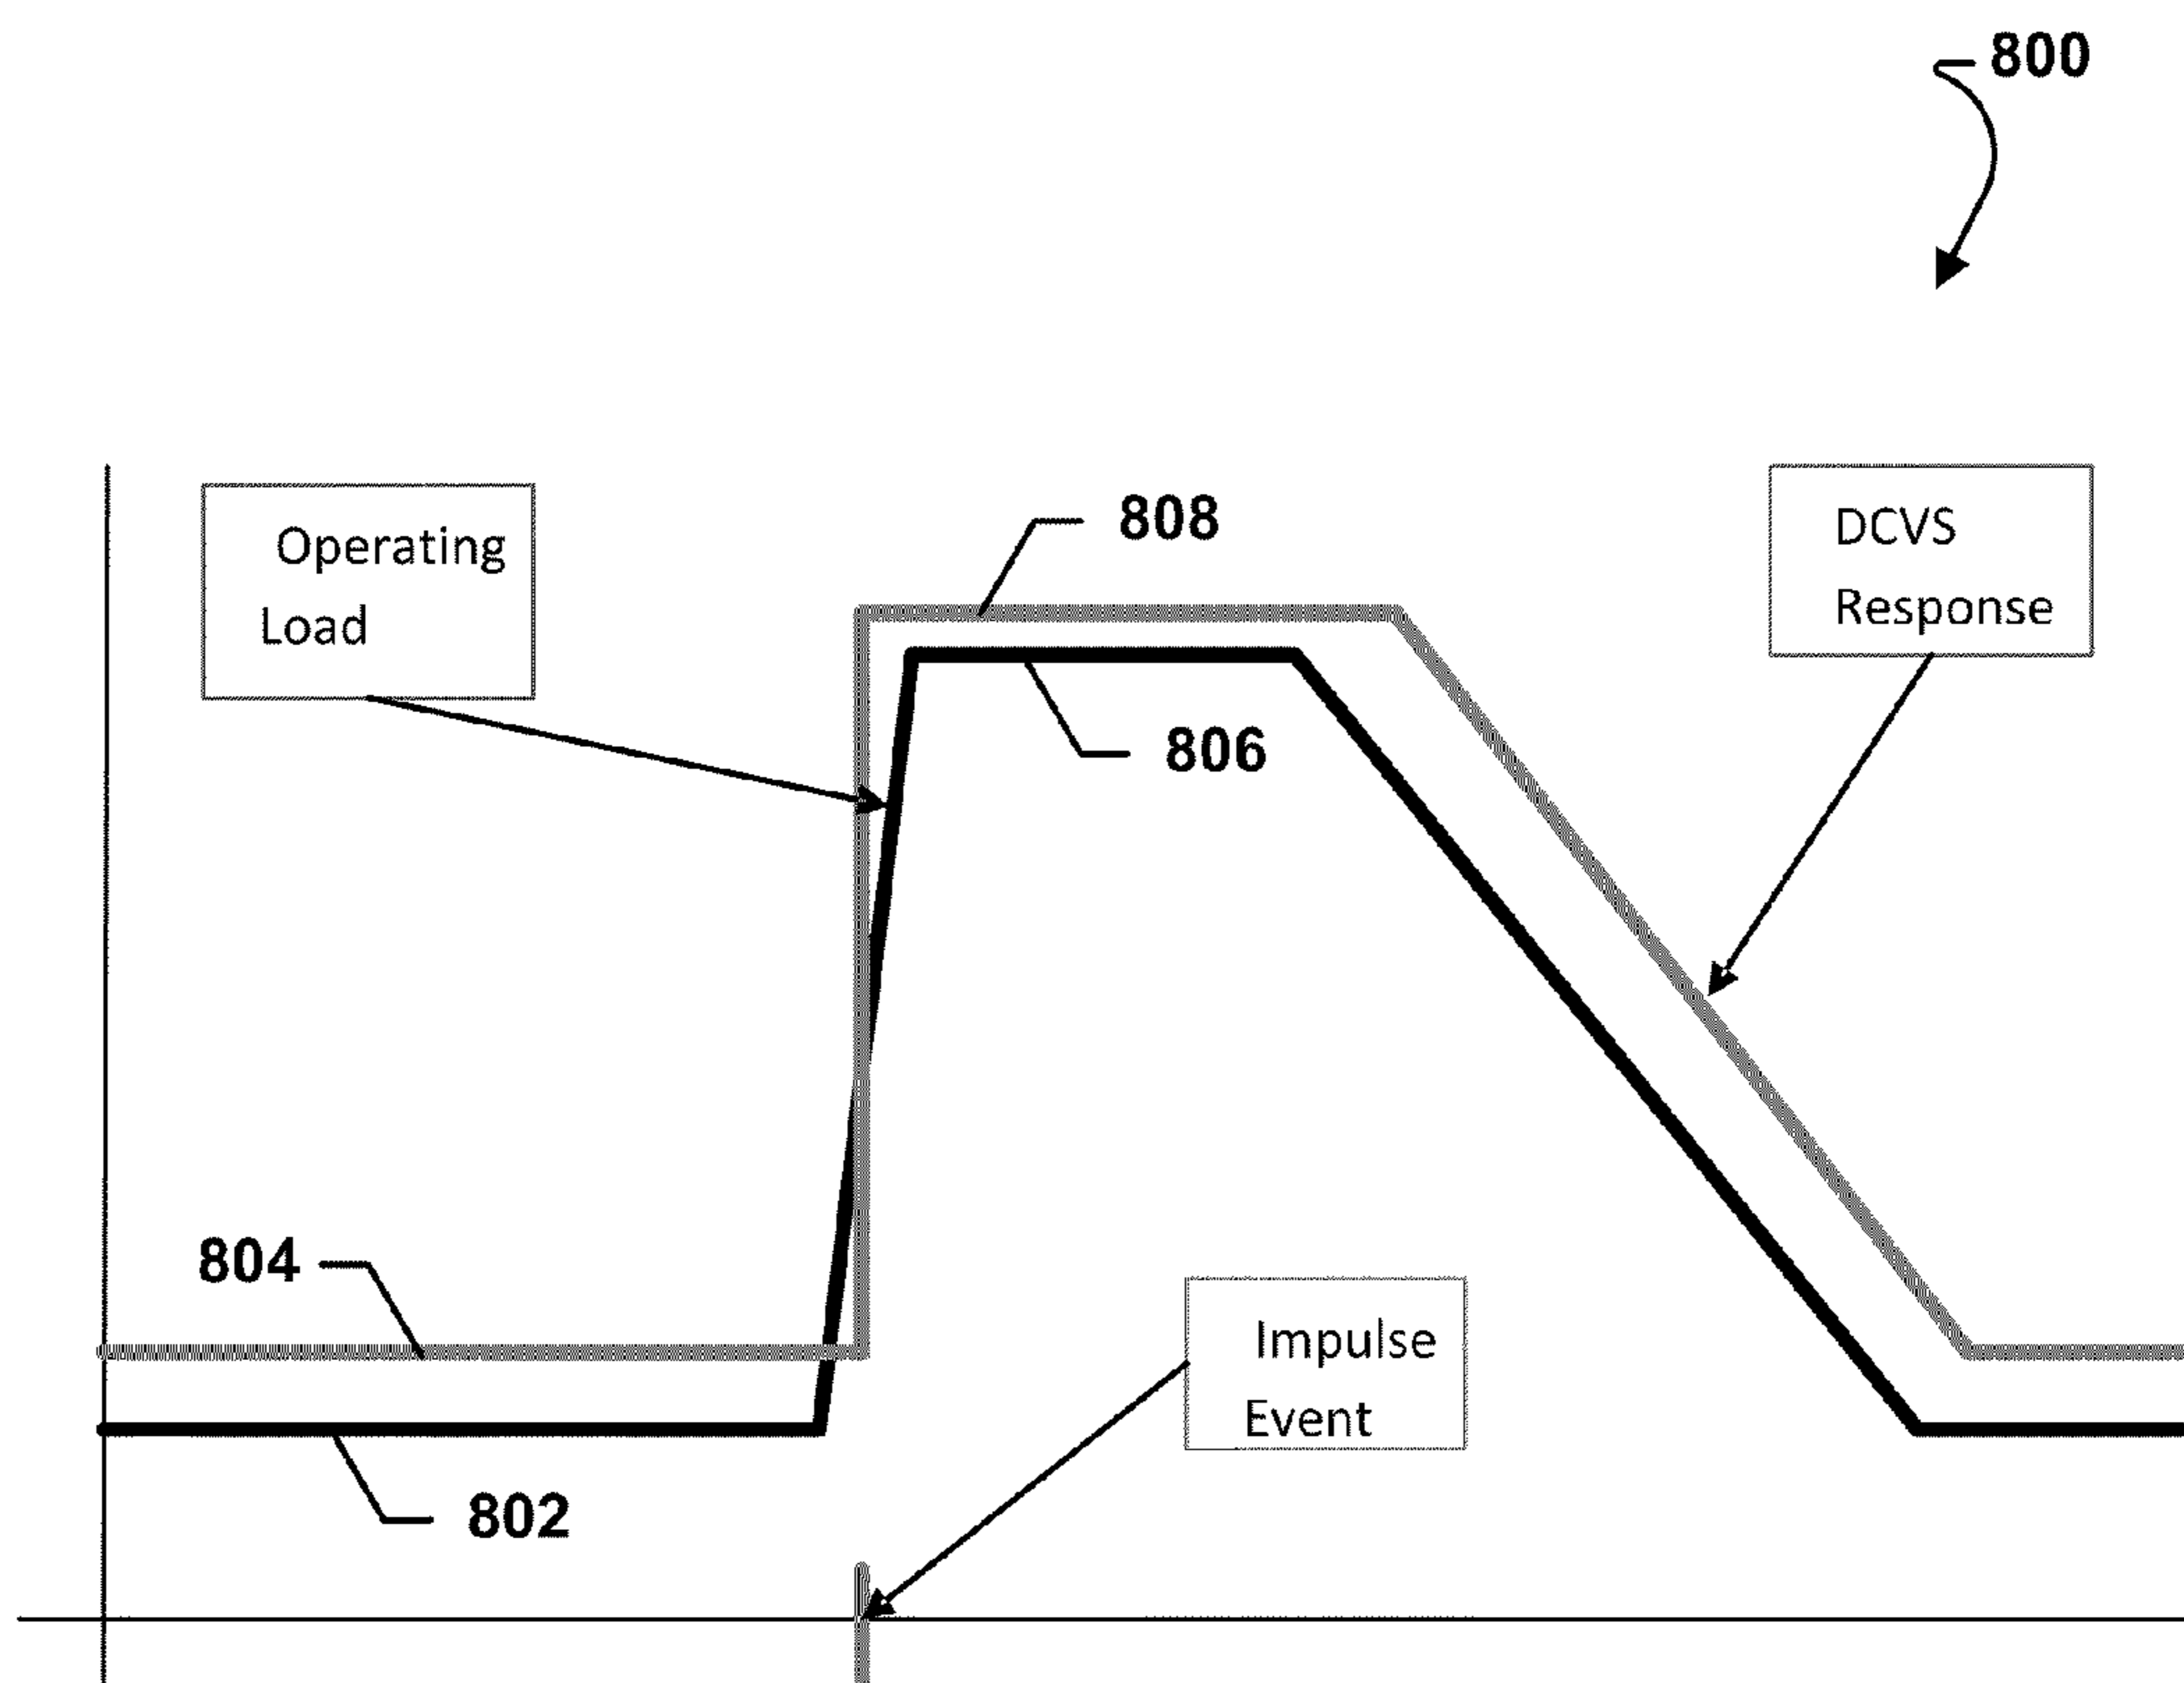 800
Operating
Load
808
DCVS
Response
806
804
Impulse
Event
802